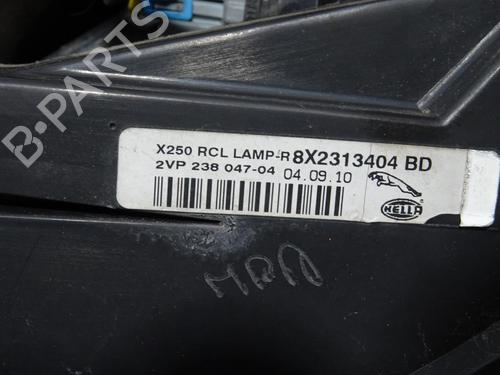 B-PARTS
X250 RCL LAMP-R 8X2313404 BD
2VP 238 047-04 04.09.10
HELLA